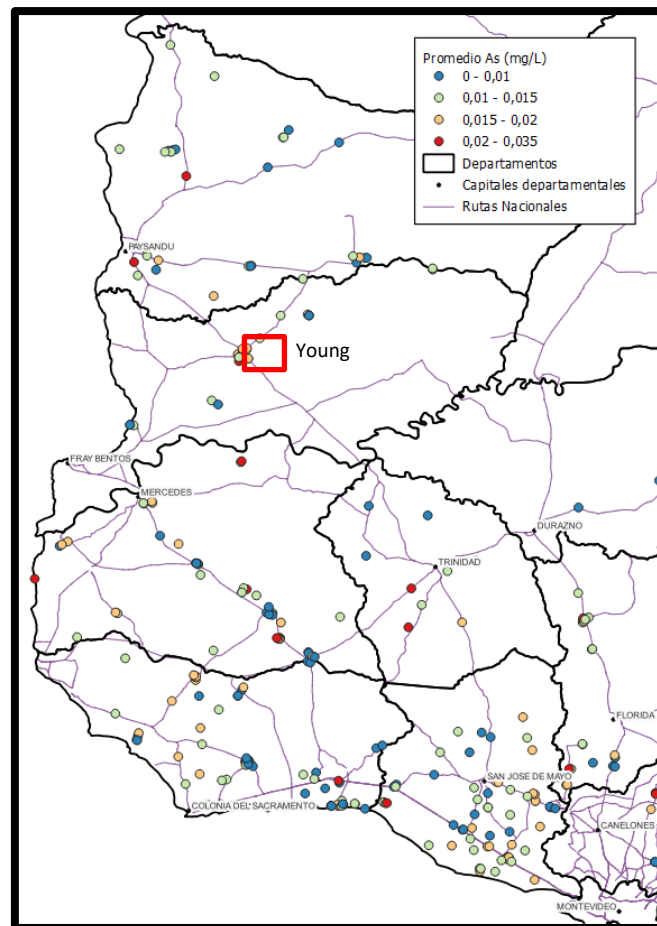 Promedio As (mg/L)
0 - 0,01
0,01 - 0,015
0,015 - 0,02
0,02 - 0,035
Departamentos
Capitales departamentales
Rutas Nacionales
PAYSANDU
Young
FRAY BENTOS
MERCEDES
DURAZNO
TRINIDAD
FLORIDA
SAN JOSE DE MAYO
COLONIA DEL SACRAMENTO
CANELONES
MONTEVIDEO